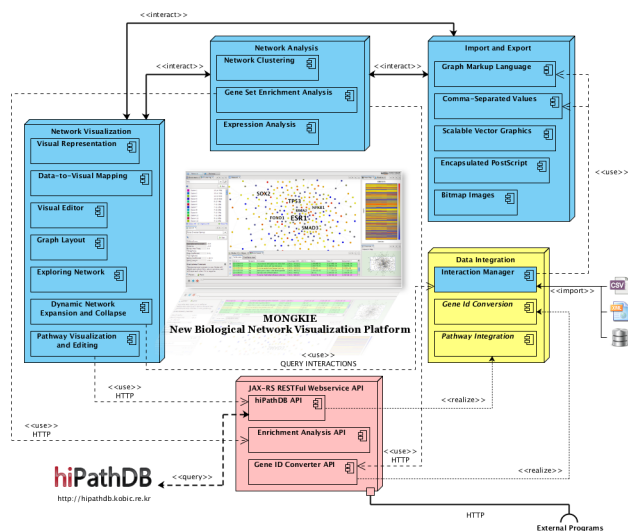 <<interact>>
Network Analysis
Network Clustering
Gene Set Enrichment Analysis
Expression Analysis
<<interact>>
<<interact>>
Import and Export
Graph Markup Language
Comma-Separated Values
Scalable Vector Graphics
Encapsulated PostScript
Bitmap Images
<<use>>
Network Visualization
Visual Representation
Data-to-Visual Mapping
Visual Editor
Graph Layout
Exploring Network
Dynamic Network
Expansion and Collapse
Pathway Visualization
and Editing
SOX2
TP53
ESR1
SMAD3
MONGKIE
New Biological Network Visualization Platform
Data Integration
Interaction Manager
Gene Id Conversion
Pathway Integration
<<import>>
CSV
<<use>>
QUERY INTERACTIONS
JAX-RS RESTFul Webservice API
hiPathDB API
Enrichment Analysis API
Gene ID Converter API
<<use>>
HTTP
<<use>>
HTTP
<<use>>
HTTP
<<realize>>
<<realize>>
hiPathDB
<<query>>
http://hipathdb.kobic.re.kr
HTTP
External Programs